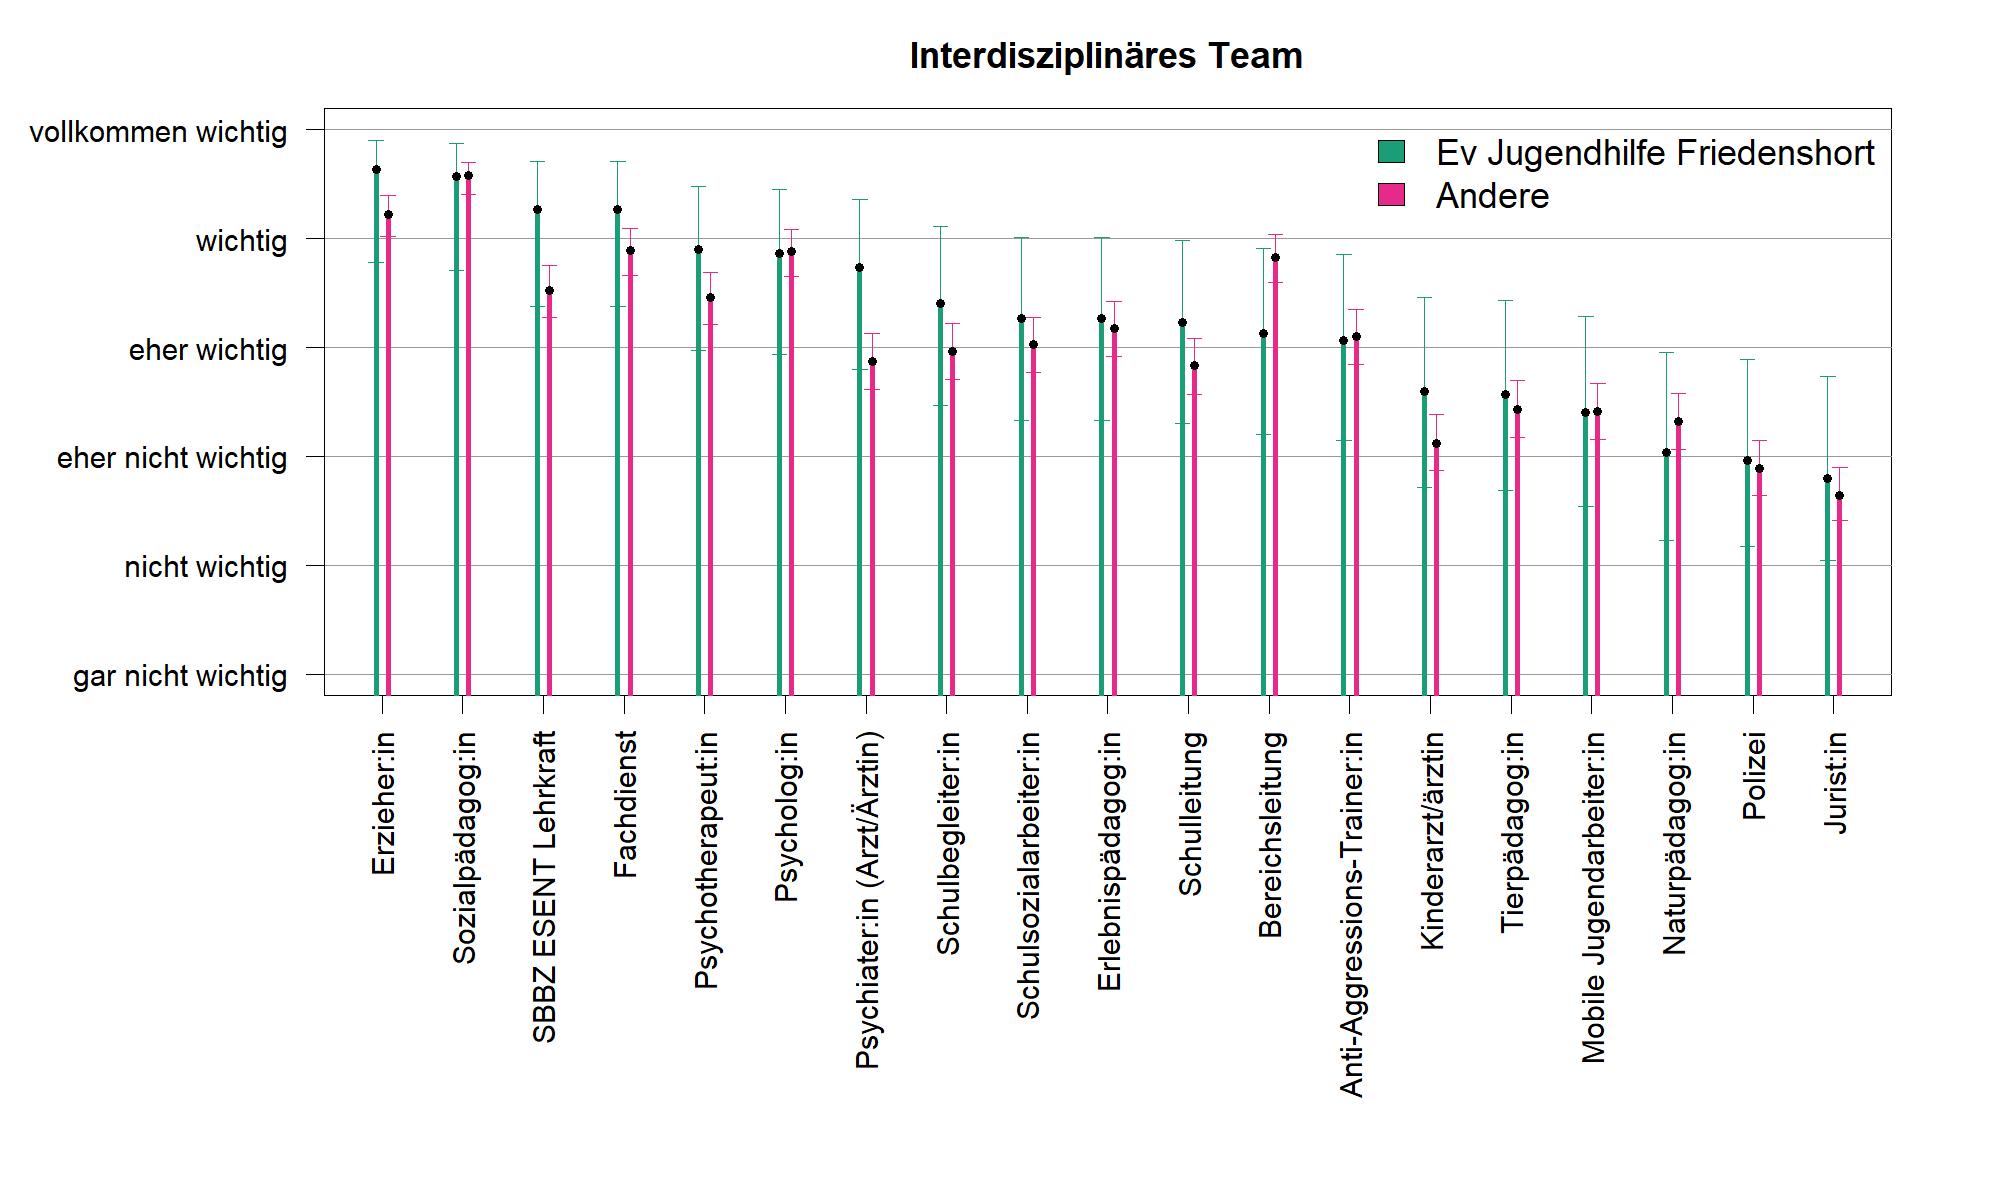 Interdisziplinäres Team
vollkommen wichtig
wichtig
eher wichtig
eher nicht wichtig
nicht wichtig
gar nicht wichtig
Ev Jugendhilfe Friedenshort
Andere
Erzieher:in
Sozialpädagog:in
SBBZ ESENT Lehrkraft
Fachdienst
Psychotherapeut:in
Psycholog:in
Psychiater:in (Arzt/Ärztin)
Schulbegleiter:in
Schulsozialarbeiter:in
Erlebnispädagog:in
Schulleitung
Bereichsleitung
Anti-Aggressions-Trainer:in
Kinderarzt/ärztin
Tierpädagog:in
Mobile Jugendarbeiter:in
Naturpädagog:in
Polizei
Jurist:in